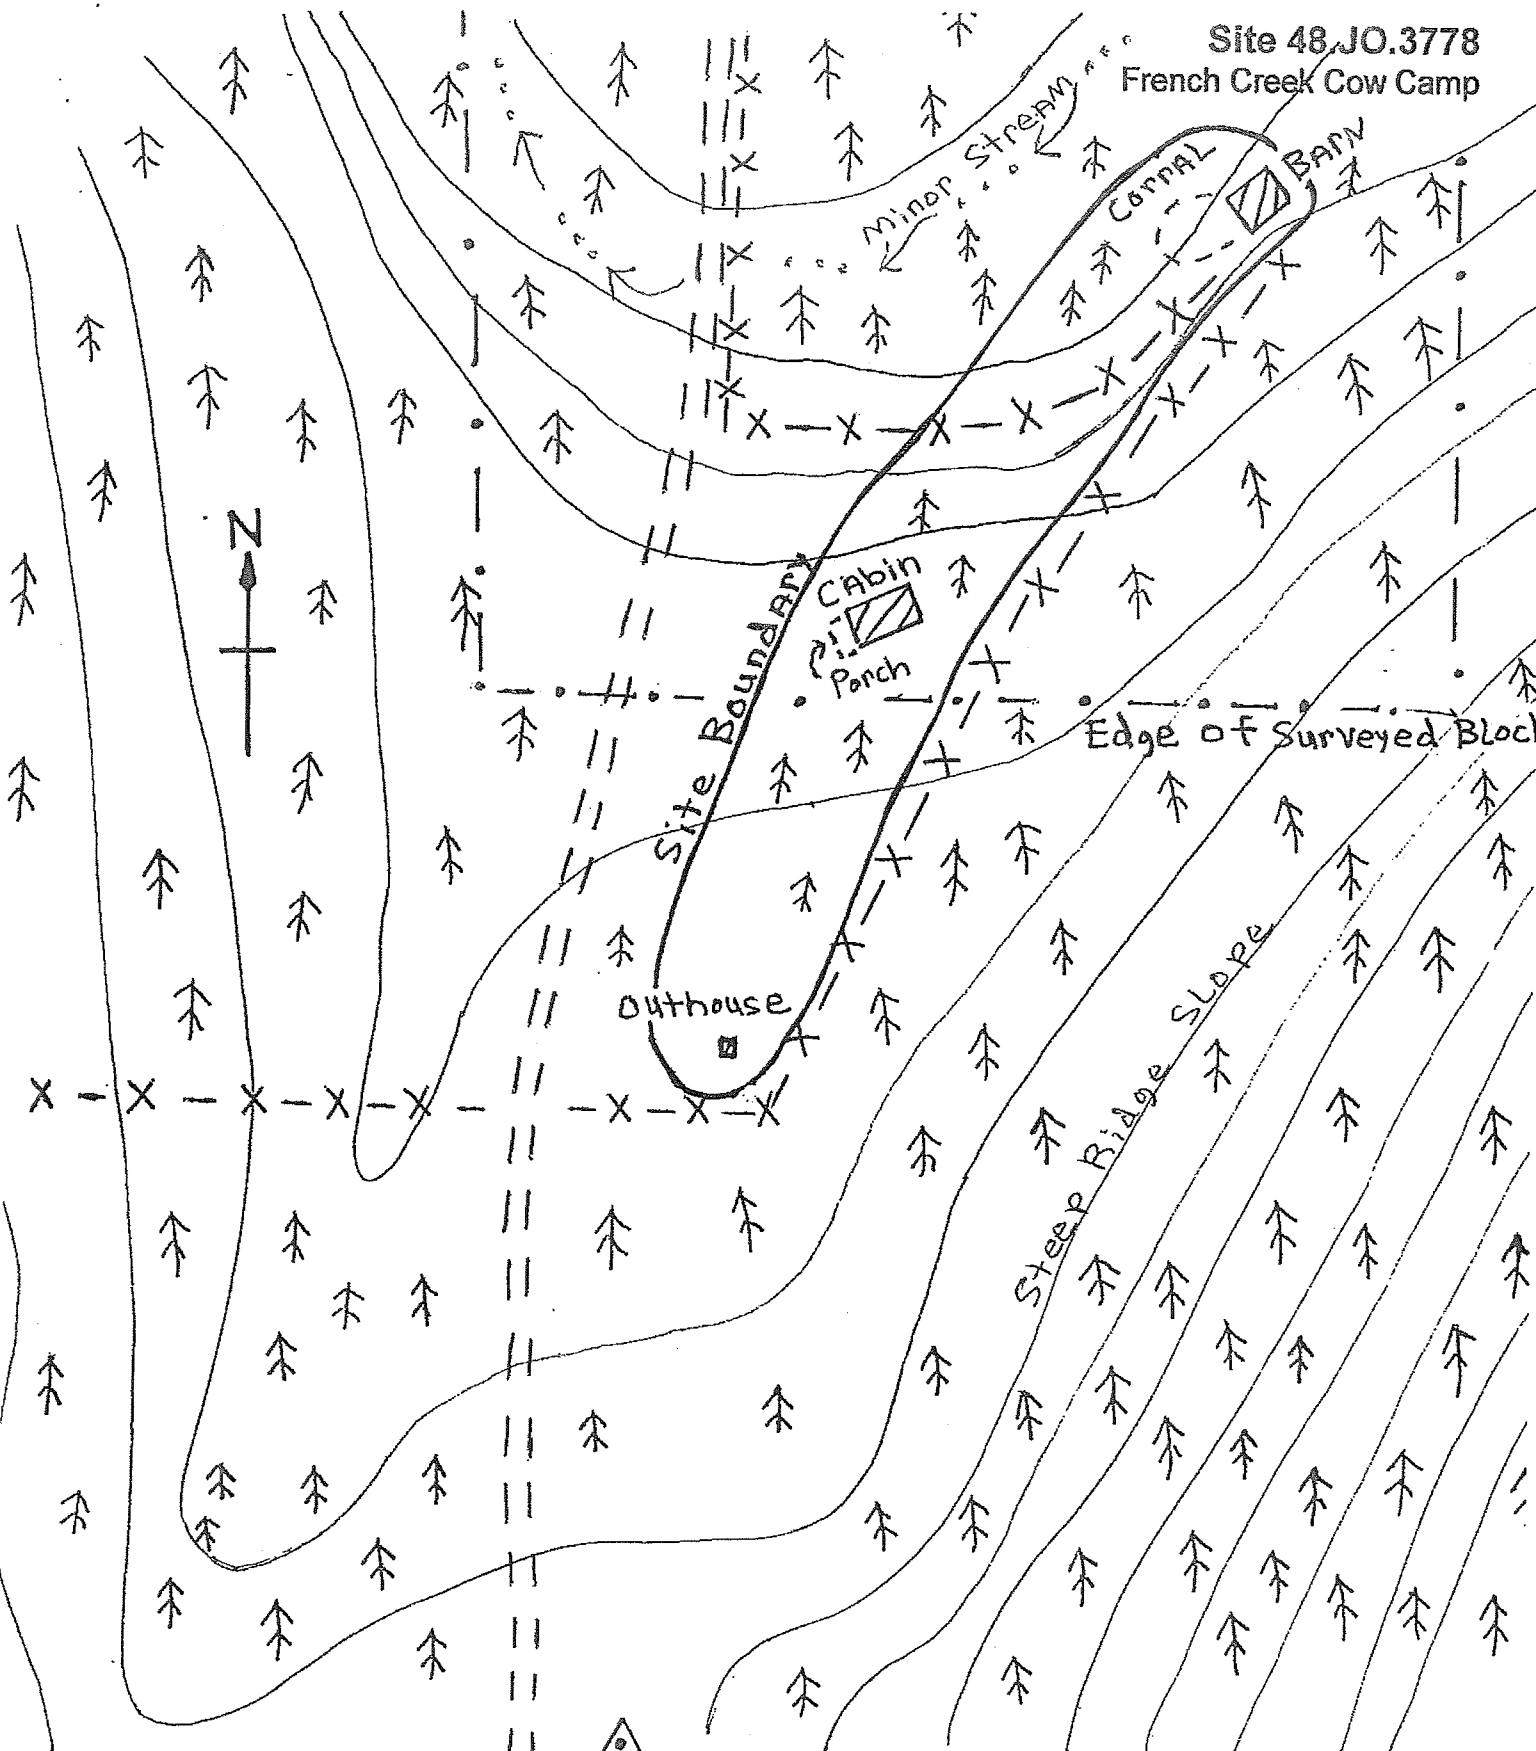 Site 48.JO.3778
French Creek Cow Camp
Minor Stream
Corral
Barn
N
Cabin
Porch
Site Boundary
Edge of Surveyed Block
Outhouse
Steep Ridge Slope